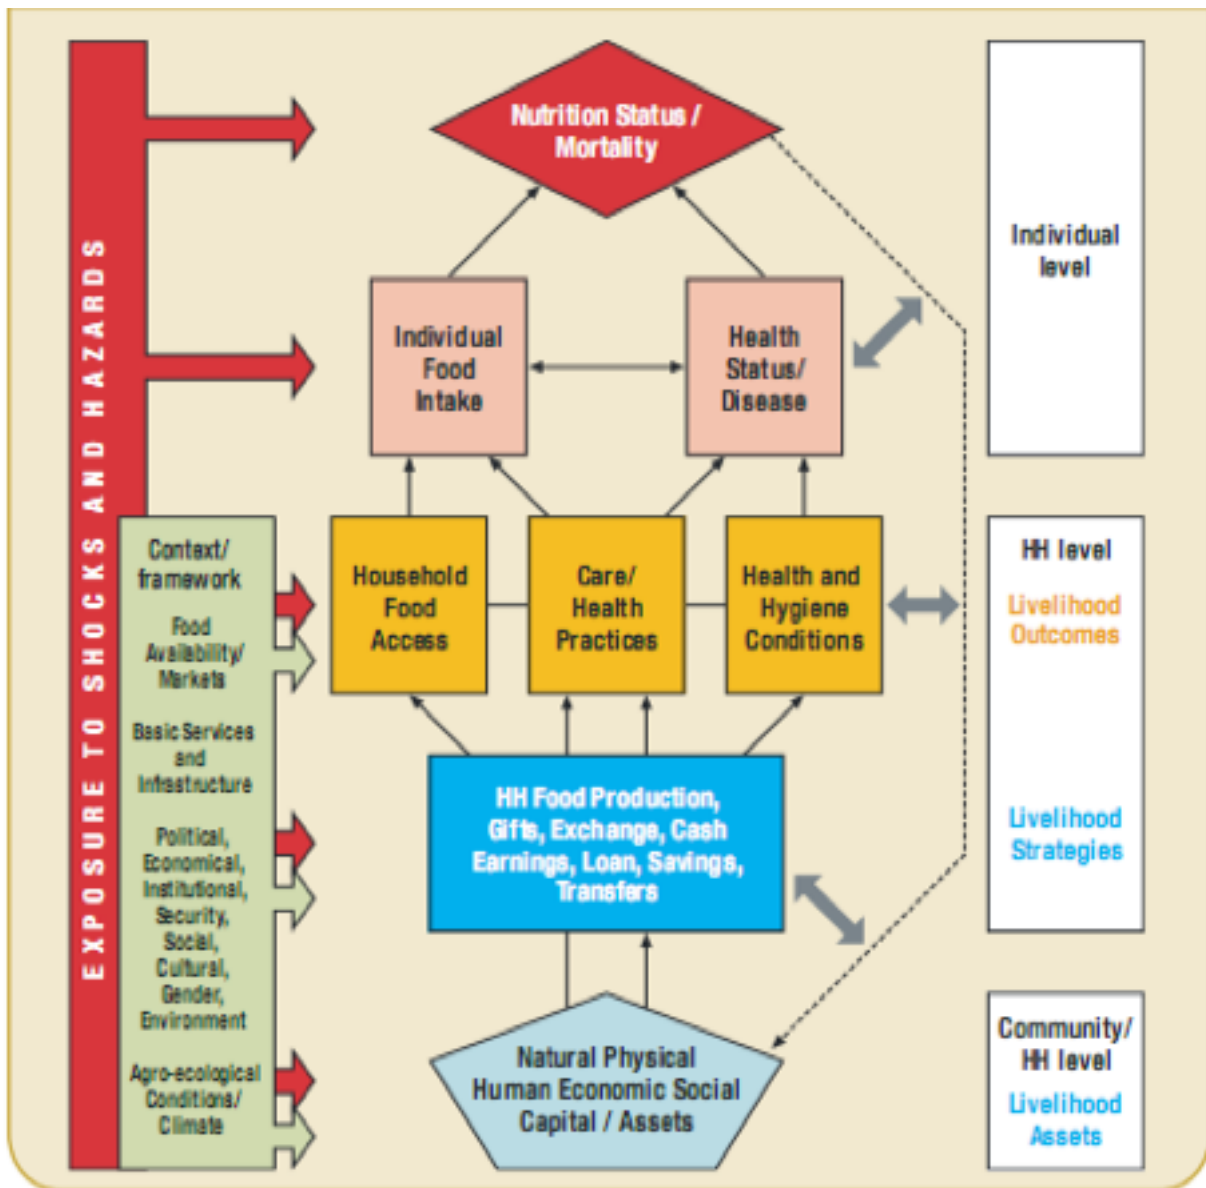 EXPOSURE TO SHOCKS AND HAZARDS
Nutrition Status /
Mortality
Individual
level
Individual
Food
Intake
Health
Status/
Disease
Context/
framework
Food
Availability/
Markets
Basic Services
and
Infrastructure
Political,
Economical,
Institutional,
Security,
Social,
Cultural,
Gender,
Environment
Agro-ecological
Conditions/
Climate
Household
Food
Access
Care/
Health
Practices
Health and
Hygiene
Conditions
HH level
Livelihood
Outcomes
Livelihood
Strategies
HH Food Production,
Gifts, Exchange, Cash
Earnings, Loan, Savings,
Transfers
Natural Physical
Human Economic Social
Capital / Assets
Community/
HH level
Livelihood
Assets